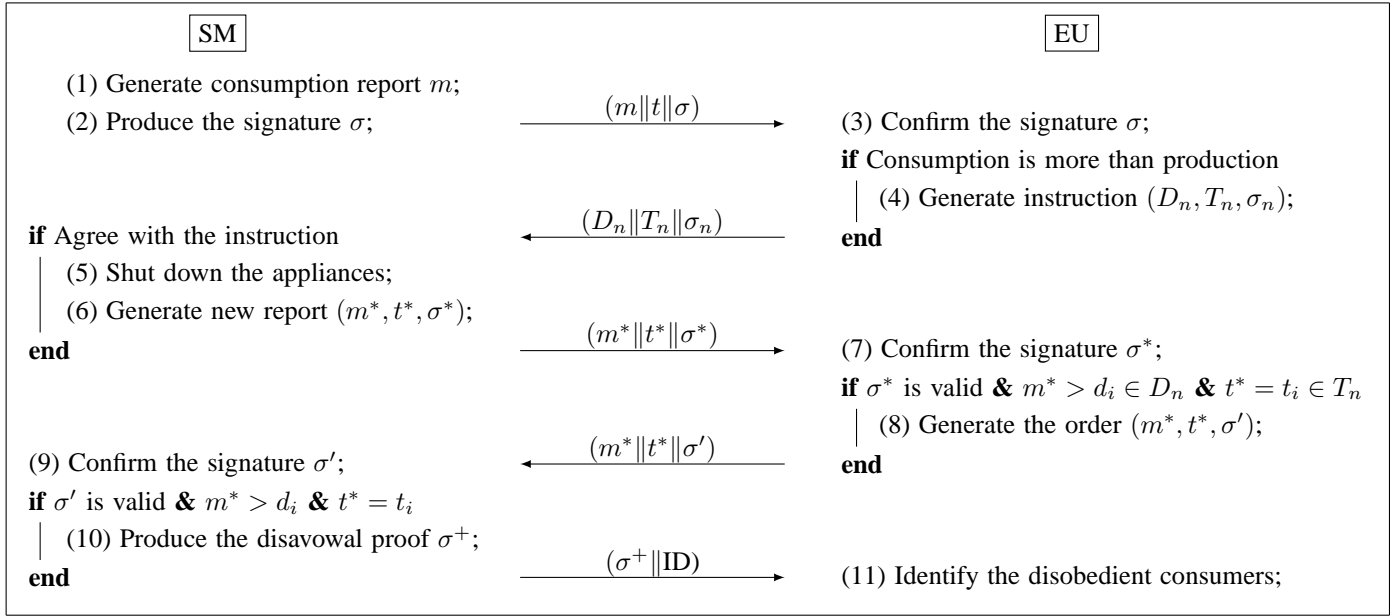 SM
EU
(1) Generate consumption report m;
(2) Produce the signature σ;
(m‖t‖σ)
(3) Confirm the signature σ;
if Consumption is more than production
(4) Generate instruction (Dₙ, Tₙ, σₙ);
end
(Dₙ‖Tₙ‖σₙ)
if Agree with the instruction
(5) Shut down the appliances;
(6) Generate new report (m*, t*, σ*);
end
(m*‖t*‖σ*)
(7) Confirm the signature σ*;
if σ* is valid & m* > dᵢ ∈ Dₙ & t* = tᵢ ∈ Tₙ
(8) Generate the order (m*, t*, σ′);
end
(m*‖t*‖σ′)
(9) Confirm the signature σ′;
if σ′ is valid & m* > dᵢ & t* = tᵢ
(10) Produce the disavowal proof σ⁺;
end
(σ⁺‖ID)
(11) Identify the disobedient consumers;